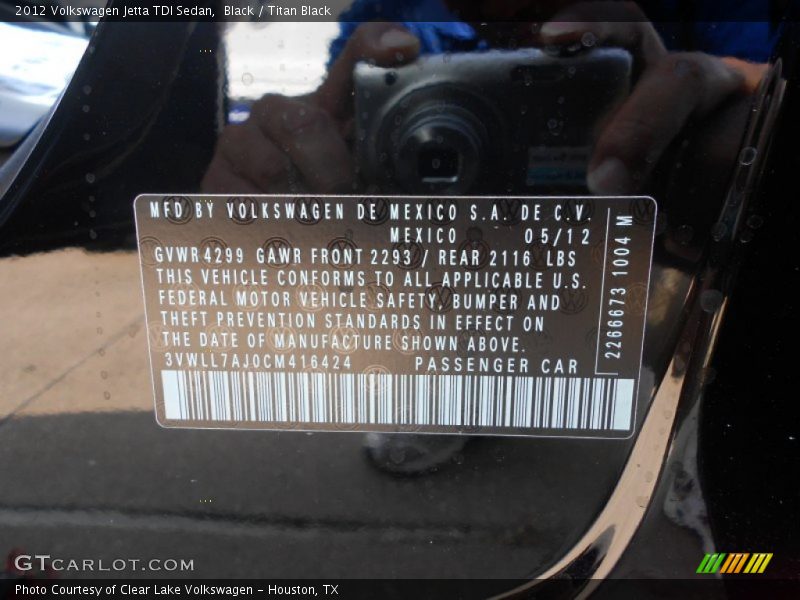 2012 Volkswagen Jetta TDI Sedan,  Black / Titan Black
MFD BY VOLKSWAGEN DE MEXICO S.A. DE C.V.
MEXICO 05/12
GVWR 4299 GAWR FRONT 2293 / REAR 2116 LBS
THIS VEHICLE CONFORMS TO ALL APPLICABLE U.S.
FEDERAL MOTOR VEHICLE SAFETY, BUMPER AND
THEFT PREVENTION STANDARDS IN EFFECT ON
THE DATE OF MANUFACTURE SHOWN ABOVE.
3VWLL7AJ0CM416424 PASSENGER CAR
2266673 1004 M
GTCARLOT.COM
Photo Courtesy of Clear Lake Volkswagen - Houston, TX